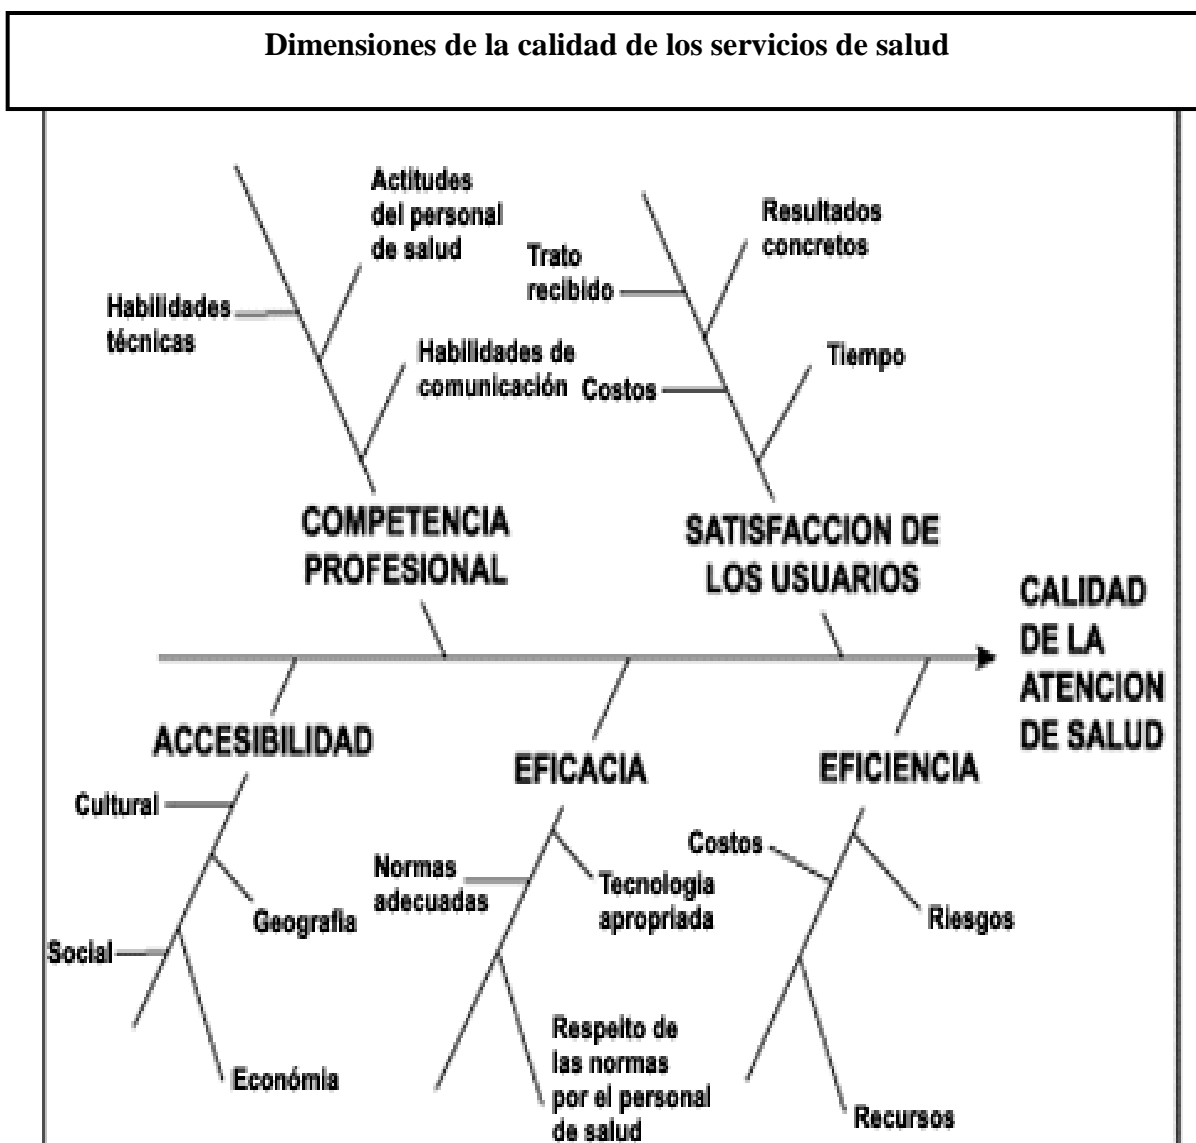 Dimensiones de la calidad de los servicios de salud
Actitudes
del personal
de salud
Habilidades
técnicas
Habilidades de
comunicación
Resultados
concretos
Trato
recibido
Tiempo
Costos
COMPETENCIA
PROFESIONAL
SATISFACCION DE
LOS USUARIOS
CALIDAD
DE LA
ATENCION
DE SALUD
ACCESIBILIDAD
Cultural
Geografia
Social
Económia
EFICACIA
Normas
adecuadas
Tecnologia
apropriada
Respeito de
las normas
por el personal
de salud
EFICIENCIA
Costos
Riesgos
Recursos